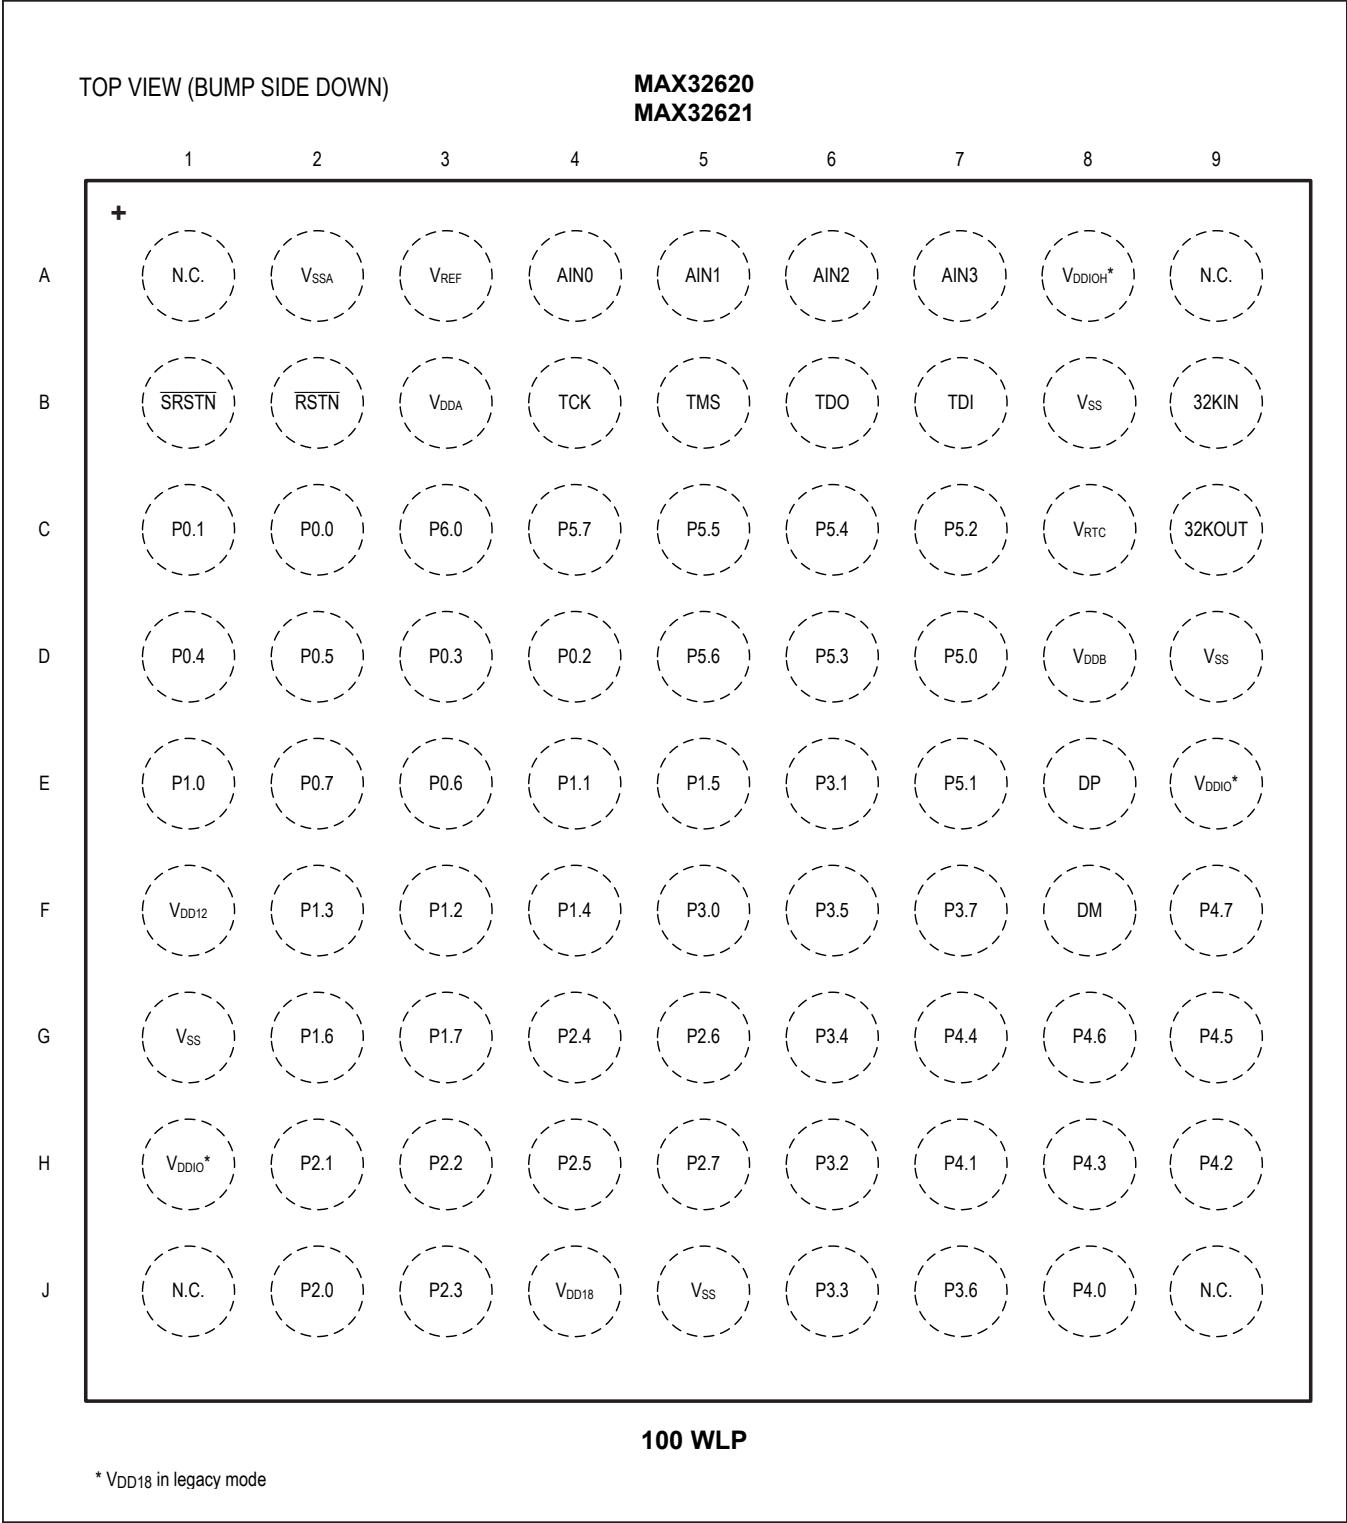 TOP VIEW (BUMP SIDE DOWN)
MAX32620
MAX32621
1 2 3 4 5 6 7 8 9
+
A N.C. VSSA VREF AIN0 AIN1 AIN2 AIN3 VDDIOH* N.C.
B SRSTN RSTN VDDA TCK TMS TDO TDI VSS 32KIN
C P0.1 P0.0 P6.0 P5.7 P5.5 P5.4 P5.2 VRTC 32KOUT
D P0.4 P0.5 P0.3 P0.2 P5.6 P5.3 P5.0 VDDB VSS
E P1.0 P0.7 P0.6 P1.1 P1.5 P3.1 P5.1 DP VDDIO*
F VDD12 P1.3 P1.2 P1.4 P3.0 P3.5 P3.7 DM P4.7
G VSS P1.6 P1.7 P2.4 P2.6 P3.4 P4.4 P4.6 P4.5
H VDDIO* P2.1 P2.2 P2.5 P2.7 P3.2 P4.1 P4.3 P4.2
J N.C. P2.0 P2.3 VDD18 VSS P3.3 P3.6 P4.0 N.C.
100 WLP
* VDD18 in legacy mode